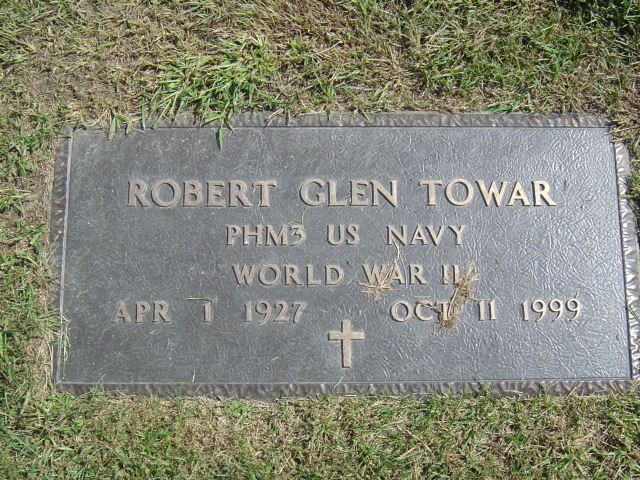 ROBERT GLEN TOWAR
PHM3 US NAVY
WORLD WAR II
APR 1 1927 OCT 11 1999